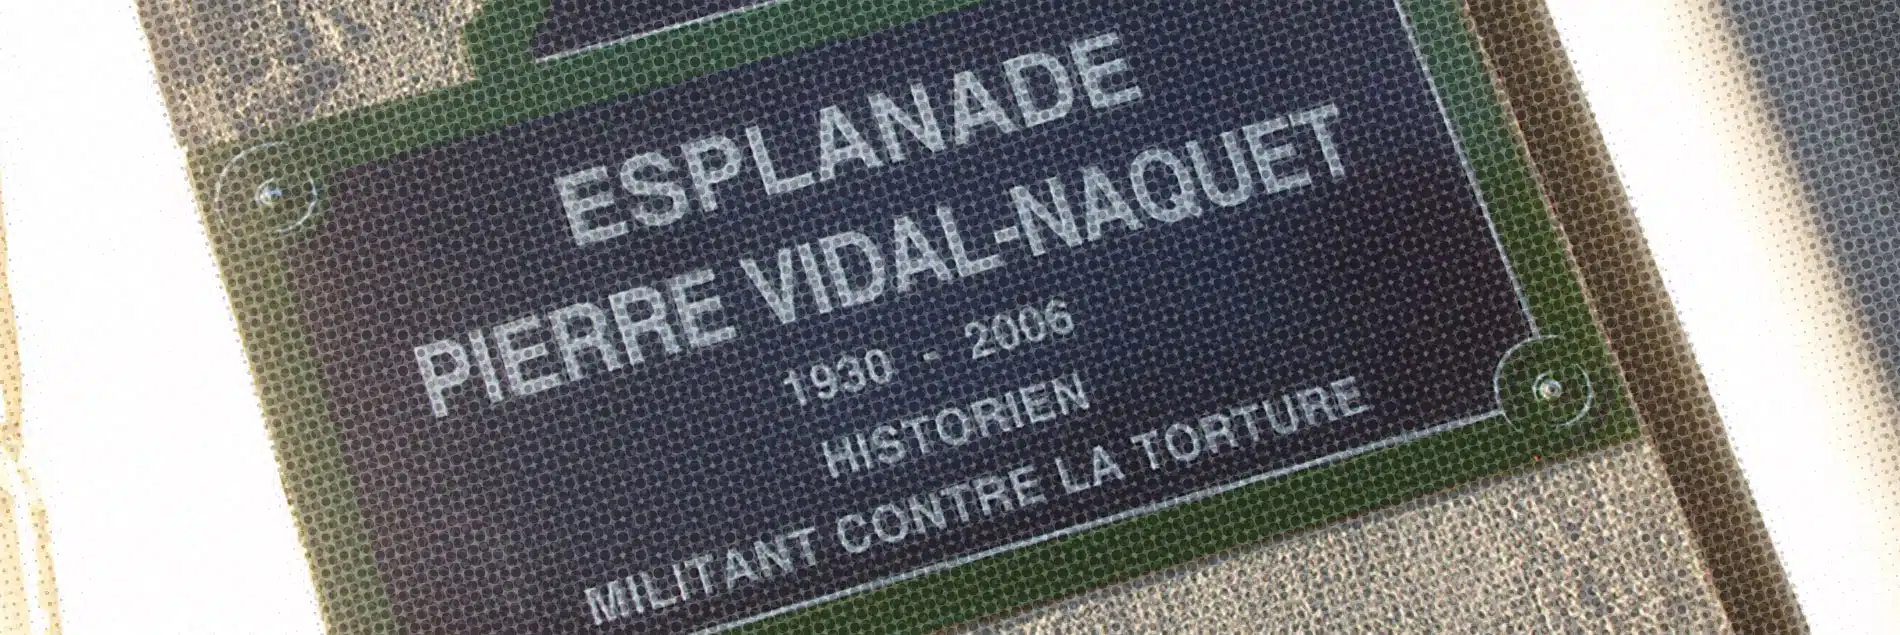 ESPLANADE
PIERRE VIDAL-NAQUET
1930 - 2006
HISTORIEN
MILITANT CONTRE LA TORTURE